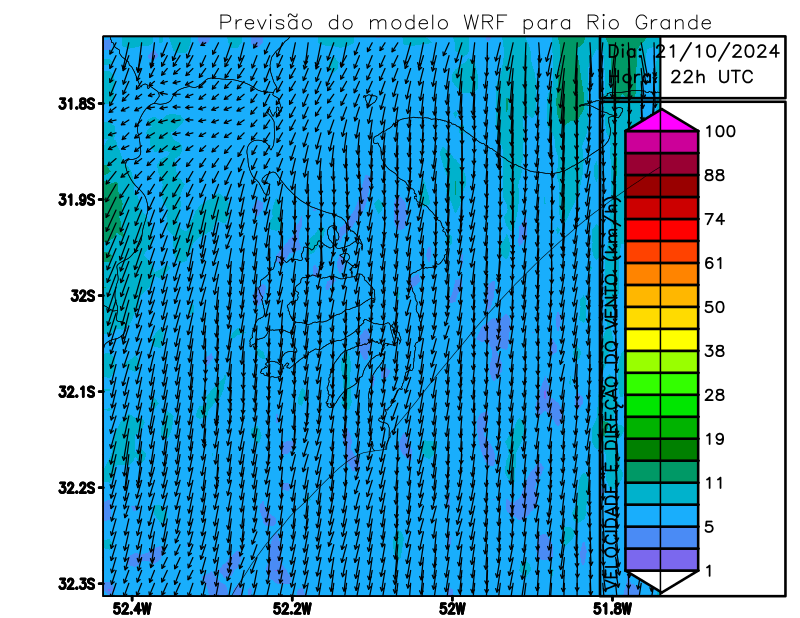 Previsão do modelo WRF para Rio Grande
Dia: 21/10/2024
Hora: 22h UTC
31.8S
31.9S
32S
32.1S
32.2S
32.3S
52.4W
52.2W
52W
51.8W
VELOCIDADE E DIREÇÃO DO VENTO (km/h)
100
88
74
61
50
38
28
19
11
5
1